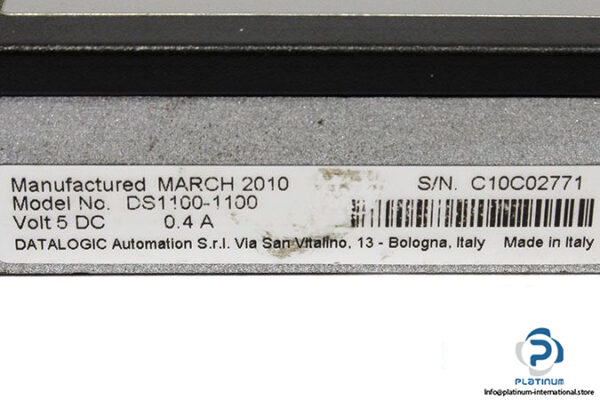 Manufactured MARCH 2010 S/N. C10C02771
Model No. DS1100-1100
Volt 5 DC 0.4 A
DATALOGIC Automation S.r.l. Via San Vitalino, 13 - Bologna, Italy Made in Italy
PLATINUM
Info@platinum-international.store